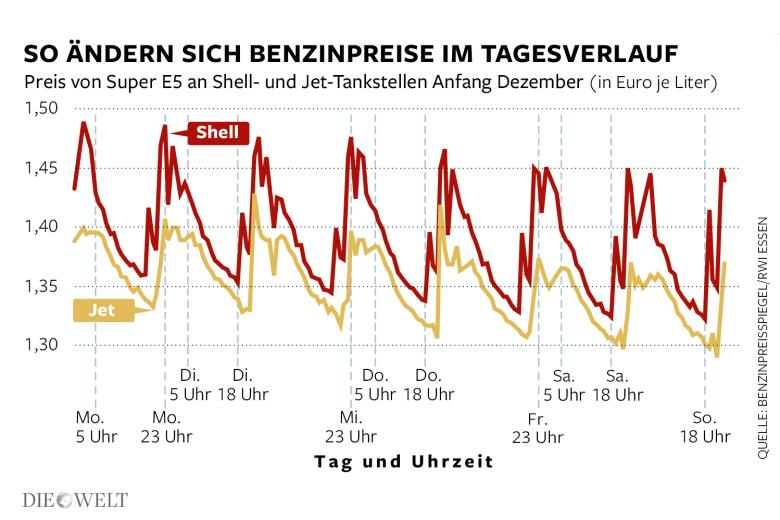 SO ÄNDERN SICH BENZINPREISE IM TAGESVERLAUF
Preis von Super E5 an Shell- und Jet-Tankstellen Anfang Dezember (in Euro je Liter)
1,50
Shell
1,45
1,40
1,35
Jet
1,30
Di. Di. Do. Do. Sa. Sa.
5 Uhr 18 Uhr 5 Uhr 18 Uhr 5 Uhr 18 Uhr
Mo. Mo. Mi. Fr. So.
5 Uhr 23 Uhr 23 Uhr 23 Uhr 18 Uhr
Tag und Uhrzeit
QUELLE: BENZINPREISSPIEGEL/RWI ESSEN
DIE WELT